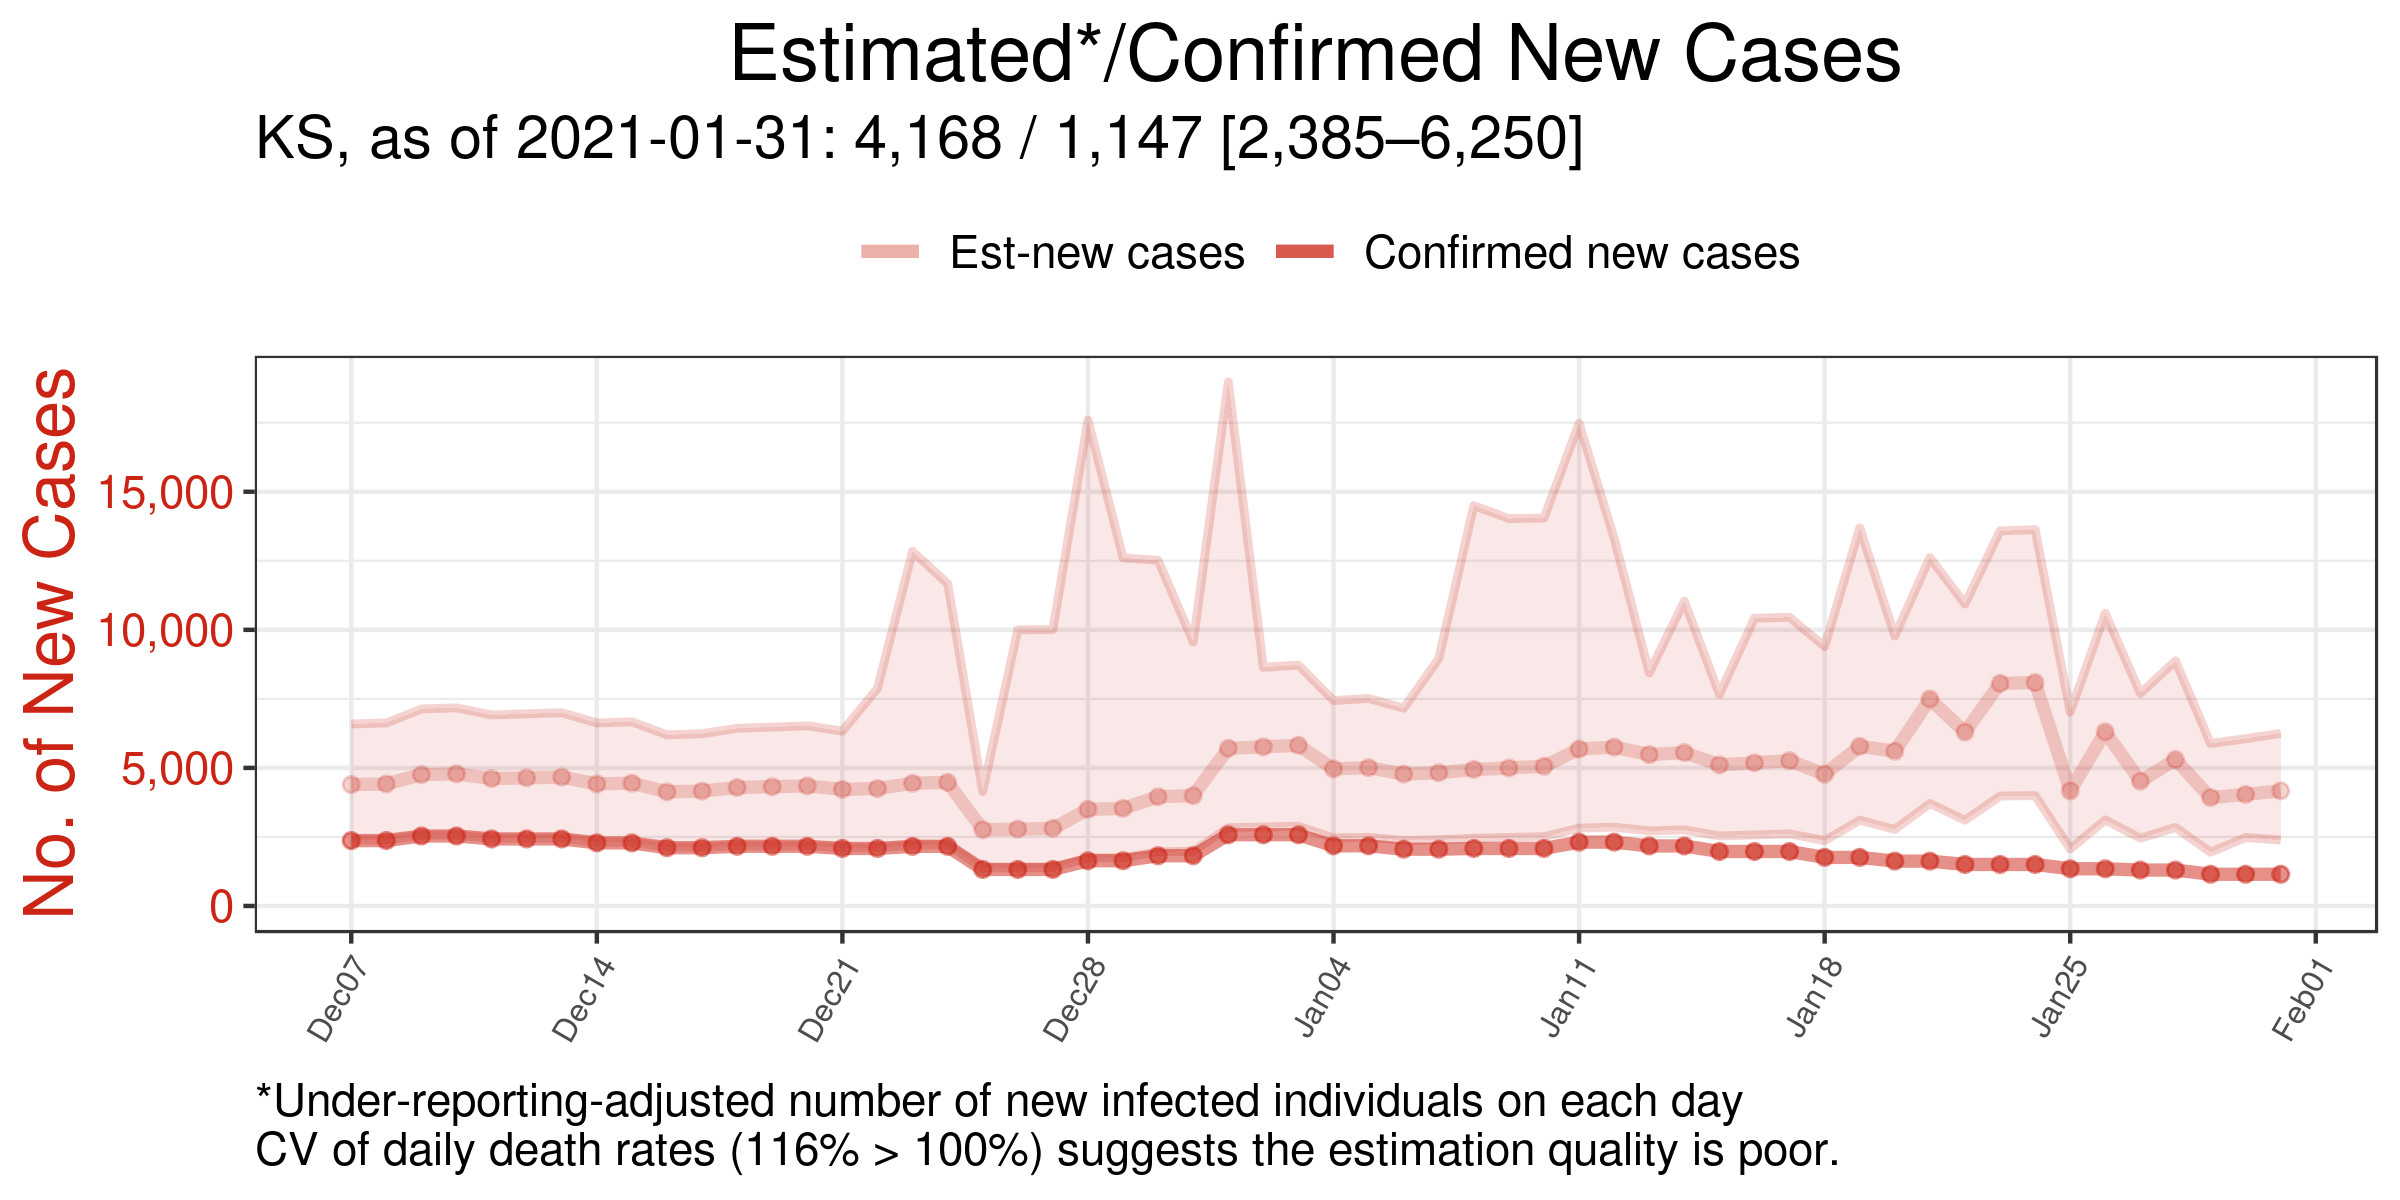 Estimated*/Confirmed New Cases
KS, as of 2021-01-31: 4,168 / 1,147 [2,385–6,250]
Est-new cases
Confirmed new cases
No. of New Cases
15,000
10,000
5,000
0
Dec07
Dec14
Dec21
Dec28
Jan04
Jan11
Jan18
Jan25
Feb01
*Under-reporting-adjusted number of new infected individuals on each day
CV of daily death rates (116% > 100%) suggests the estimation quality is poor.